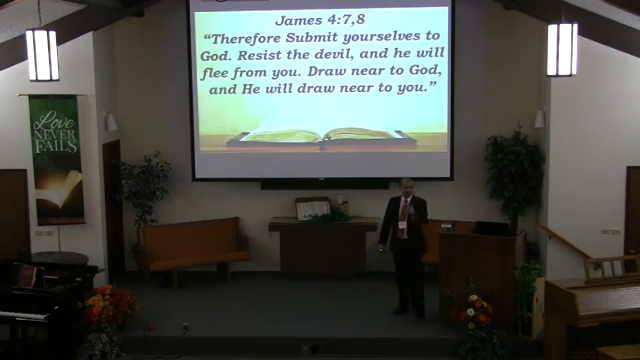 James 4:7,8
“Therefore Submit yourselves to
God. Resist the devil, and he will
flee from you. Draw near to God,
and He will draw near to you.”
Love
NEVER
FAILS